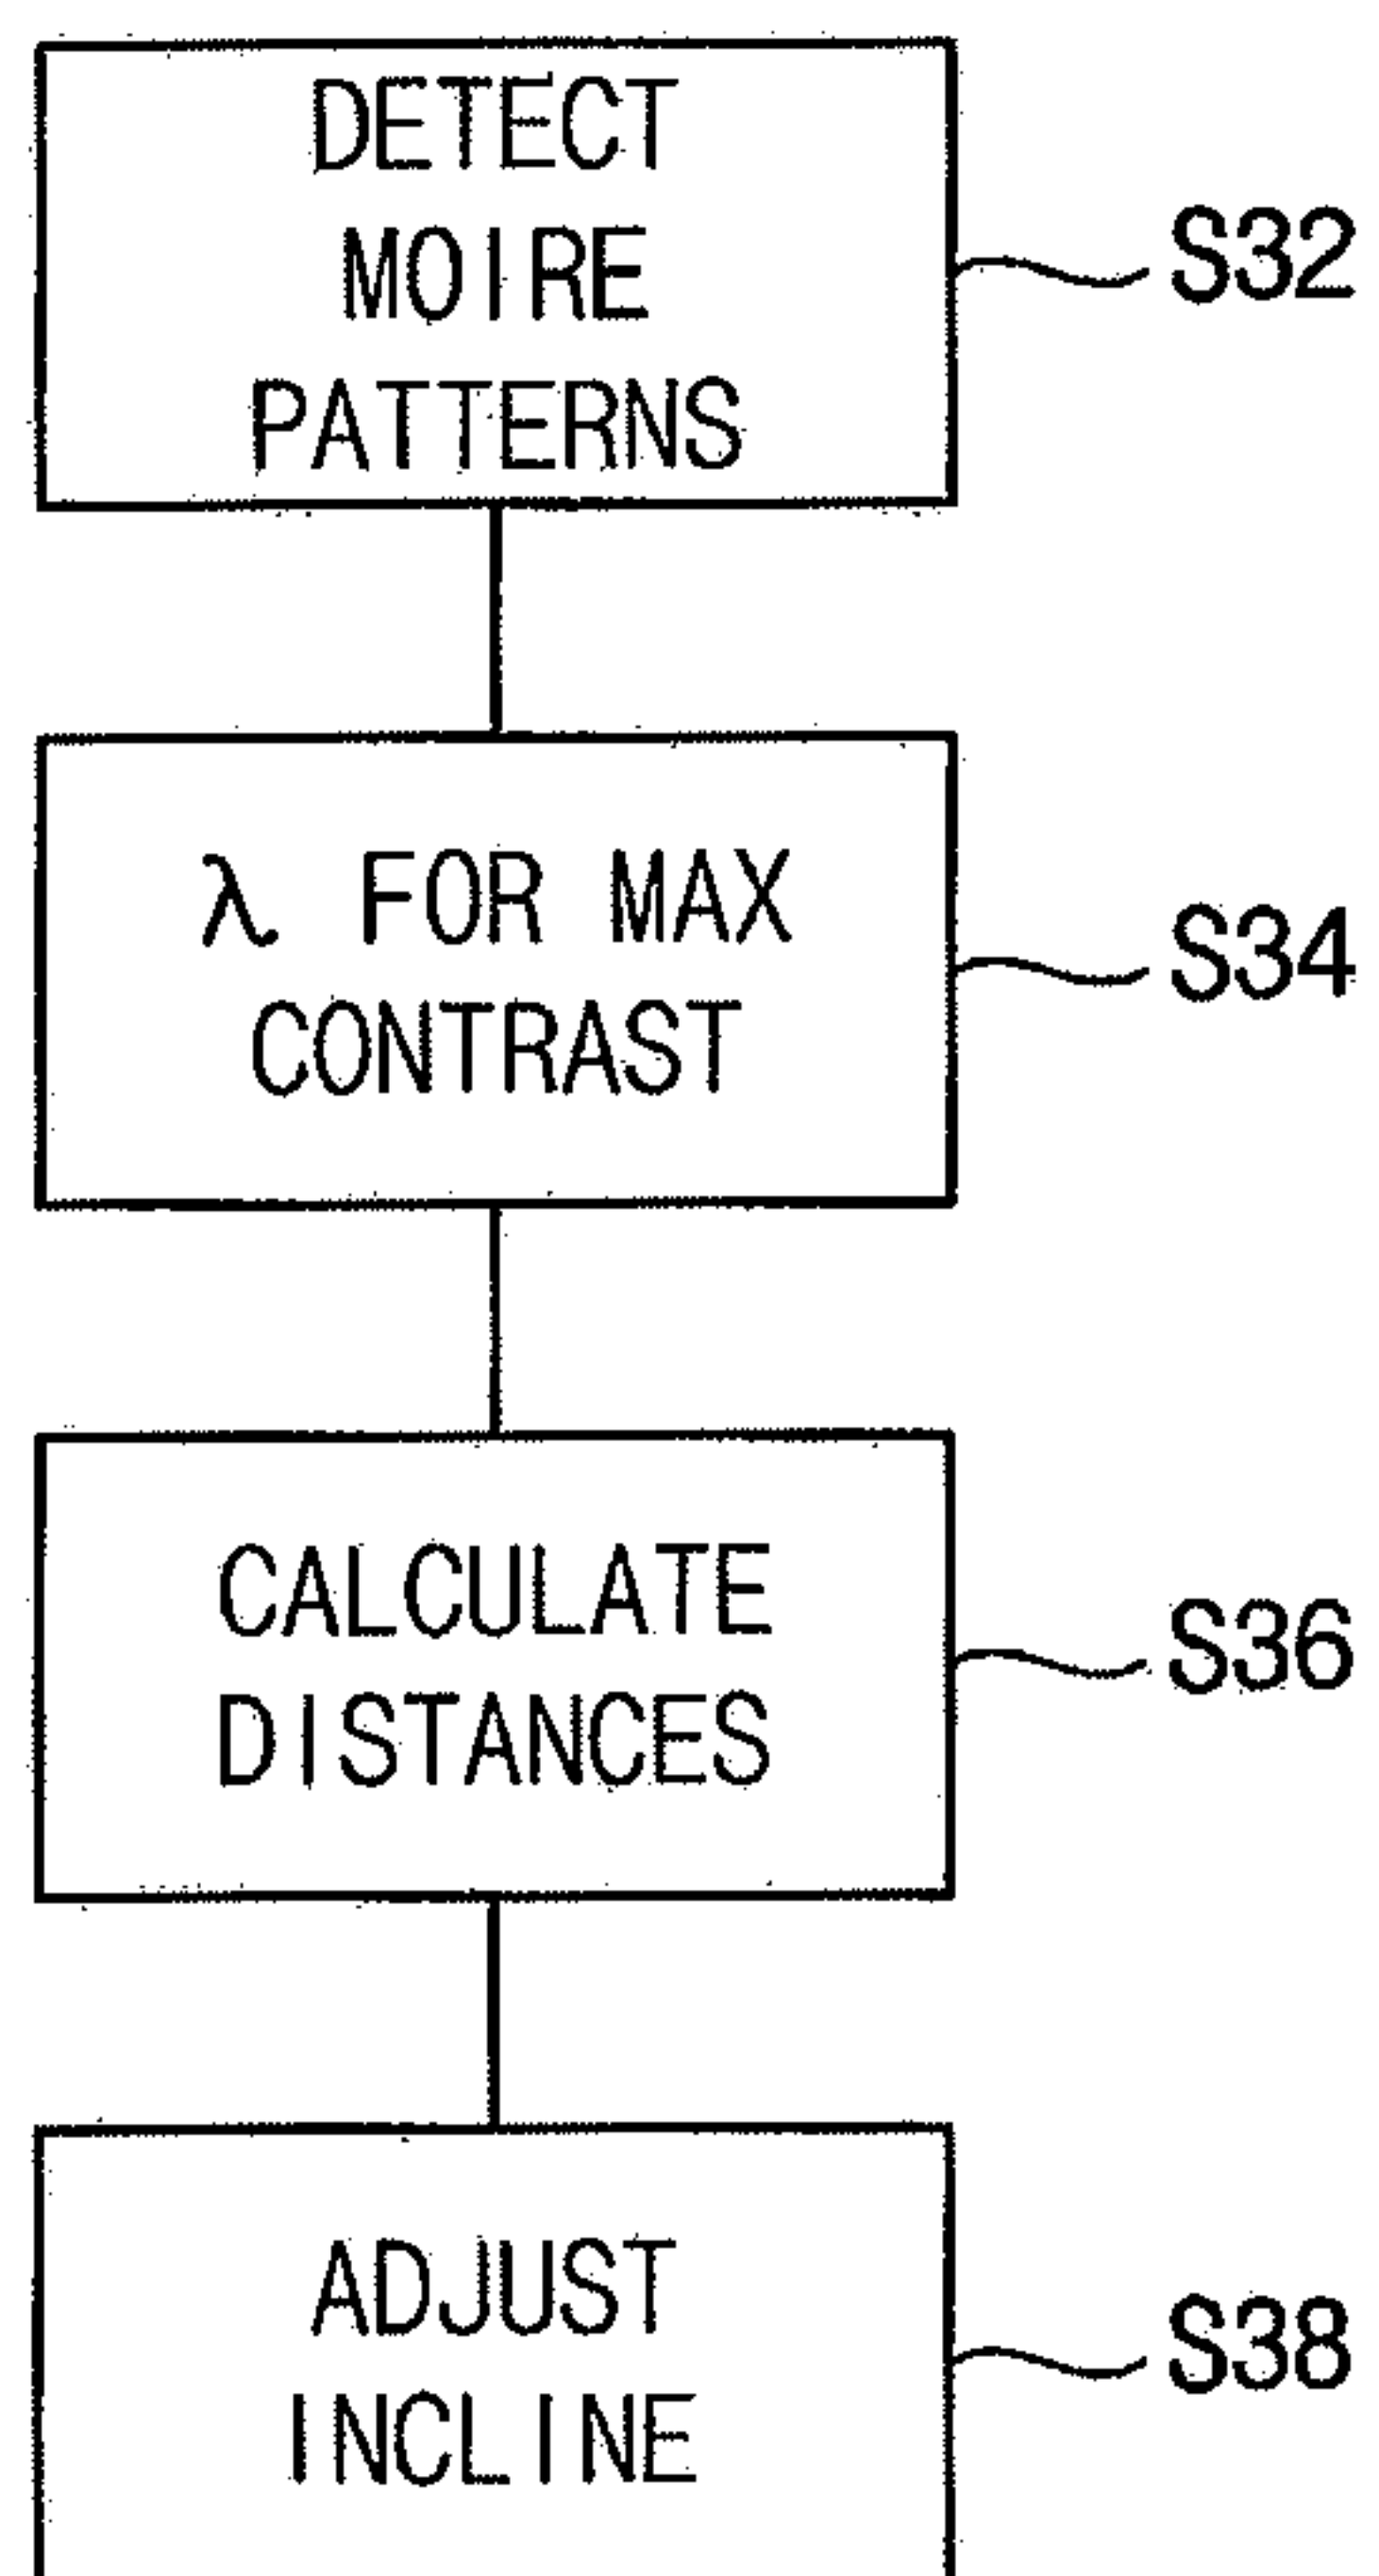 DETECT
MOIRE
PATTERNS
S32
λ FOR MAX
CONTRAST
S34
CALCULATE
DISTANCES
S36
ADJUST
INCLINE
S38